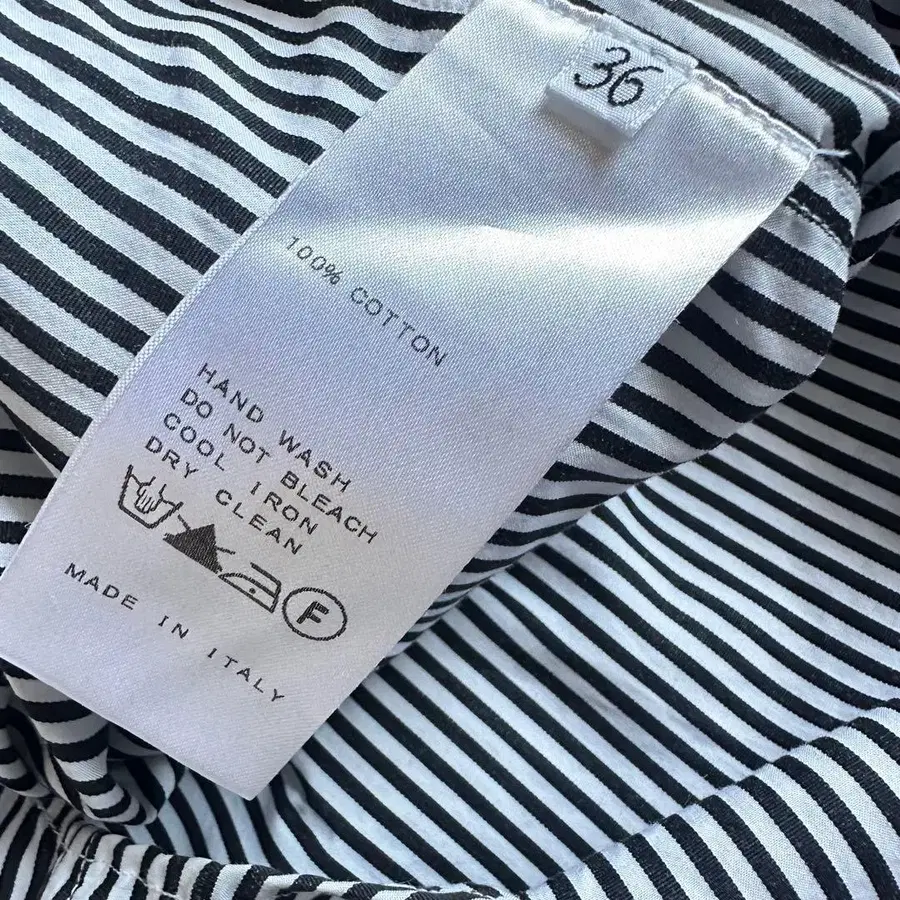 36
100% COTTON
HAND WASH
DO NOT BLEACH
COOL IRON
DRY CLEAN
F
MADE IN ITALY